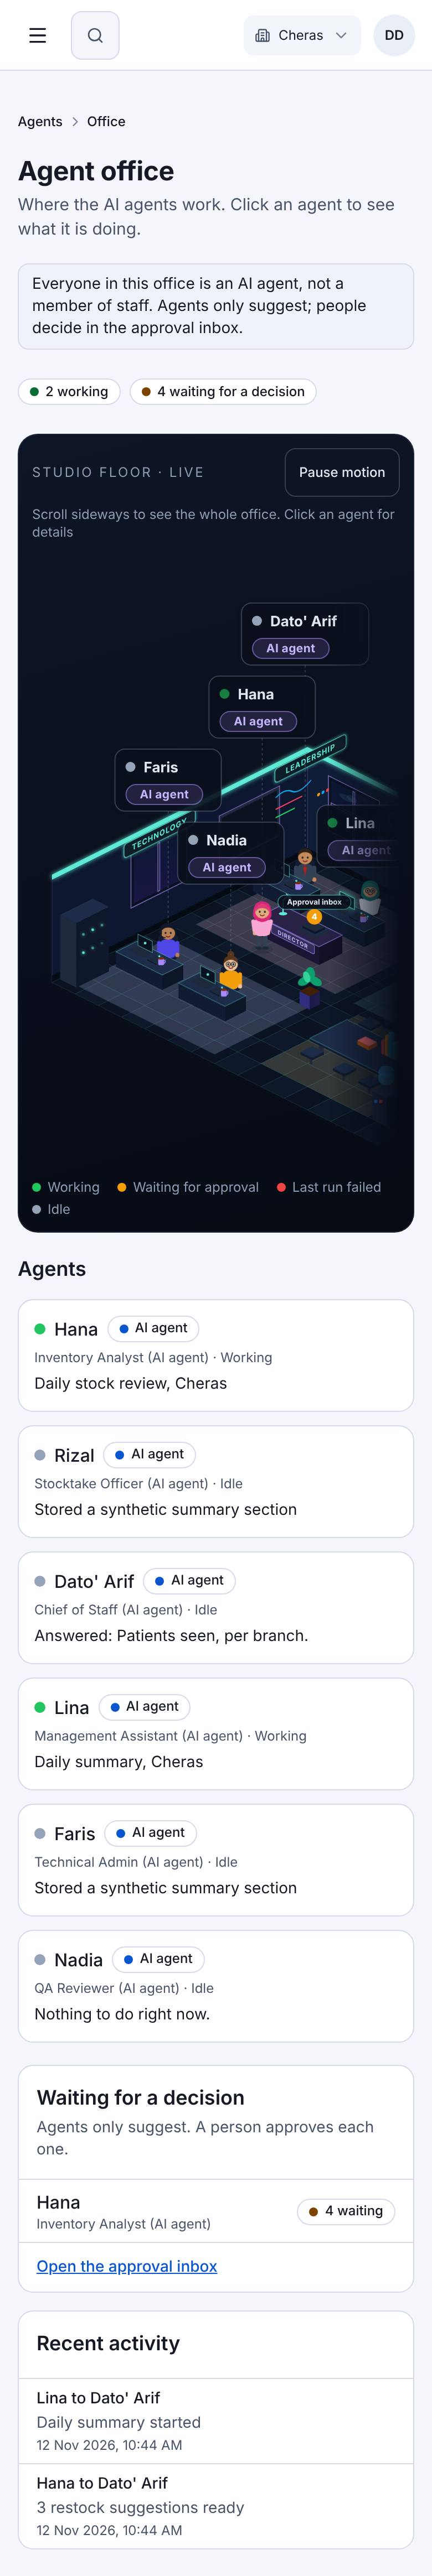 Cheras
DD
Agents
Office
Agent office
Where the AI agents work. Click an agent to see
what it is doing.
Everyone in this office is an AI agent, not a
member of staff. Agents only suggest; people
decide in the approval inbox.
2 working
4 waiting for a decision
STUDIO FLOOR · LIVE
Pause motion
Scroll sideways to see the whole office. Click an agent for
details
Dato' Arif
AI agent
Hana
AI agent
LEADERSHIP
Faris
AI agent
TECHNOLOGY
Nadia
AI agent
Lina
AI agent
Approval inbox
4
DIRECTOR
Working
Waiting for approval
Last run failed
Idle
Agents
Hana
AI agent
Inventory Analyst (AI agent) · Working
Daily stock review, Cheras
Rizal
AI agent
Stocktake Officer (AI agent) · Idle
Stored a synthetic summary section
Dato' Arif
AI agent
Chief of Staff (AI agent) · Idle
Answered: Patients seen, per branch.
Lina
AI agent
Management Assistant (AI agent) · Working
Daily summary, Cheras
Faris
AI agent
Technical Admin (AI agent) · Idle
Stored a synthetic summary section
Nadia
AI agent
QA Reviewer (AI agent) · Idle
Nothing to do right now.
Waiting for a decision
Agents only suggest. A person approves each
one.
Hana
Inventory Analyst (AI agent)
4 waiting
Open the approval inbox
Recent activity
Lina to Dato' Arif
Daily summary started
12 Nov 2026, 10:44 AM
Hana to Dato' Arif
3 restock suggestions ready
12 Nov 2026, 10:44 AM